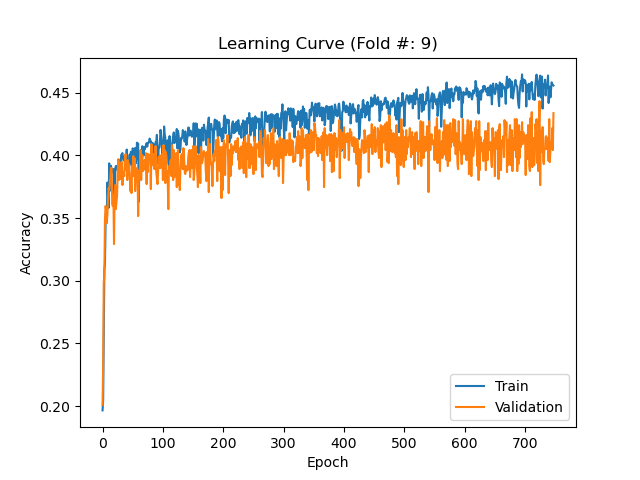 Learning Curve (Fold #: 9)
Accuracy
0.45
0.40
0.35
0.30
0.25
0.20
0 100 200 300 400 500 600 700
Epoch
Train
Validation